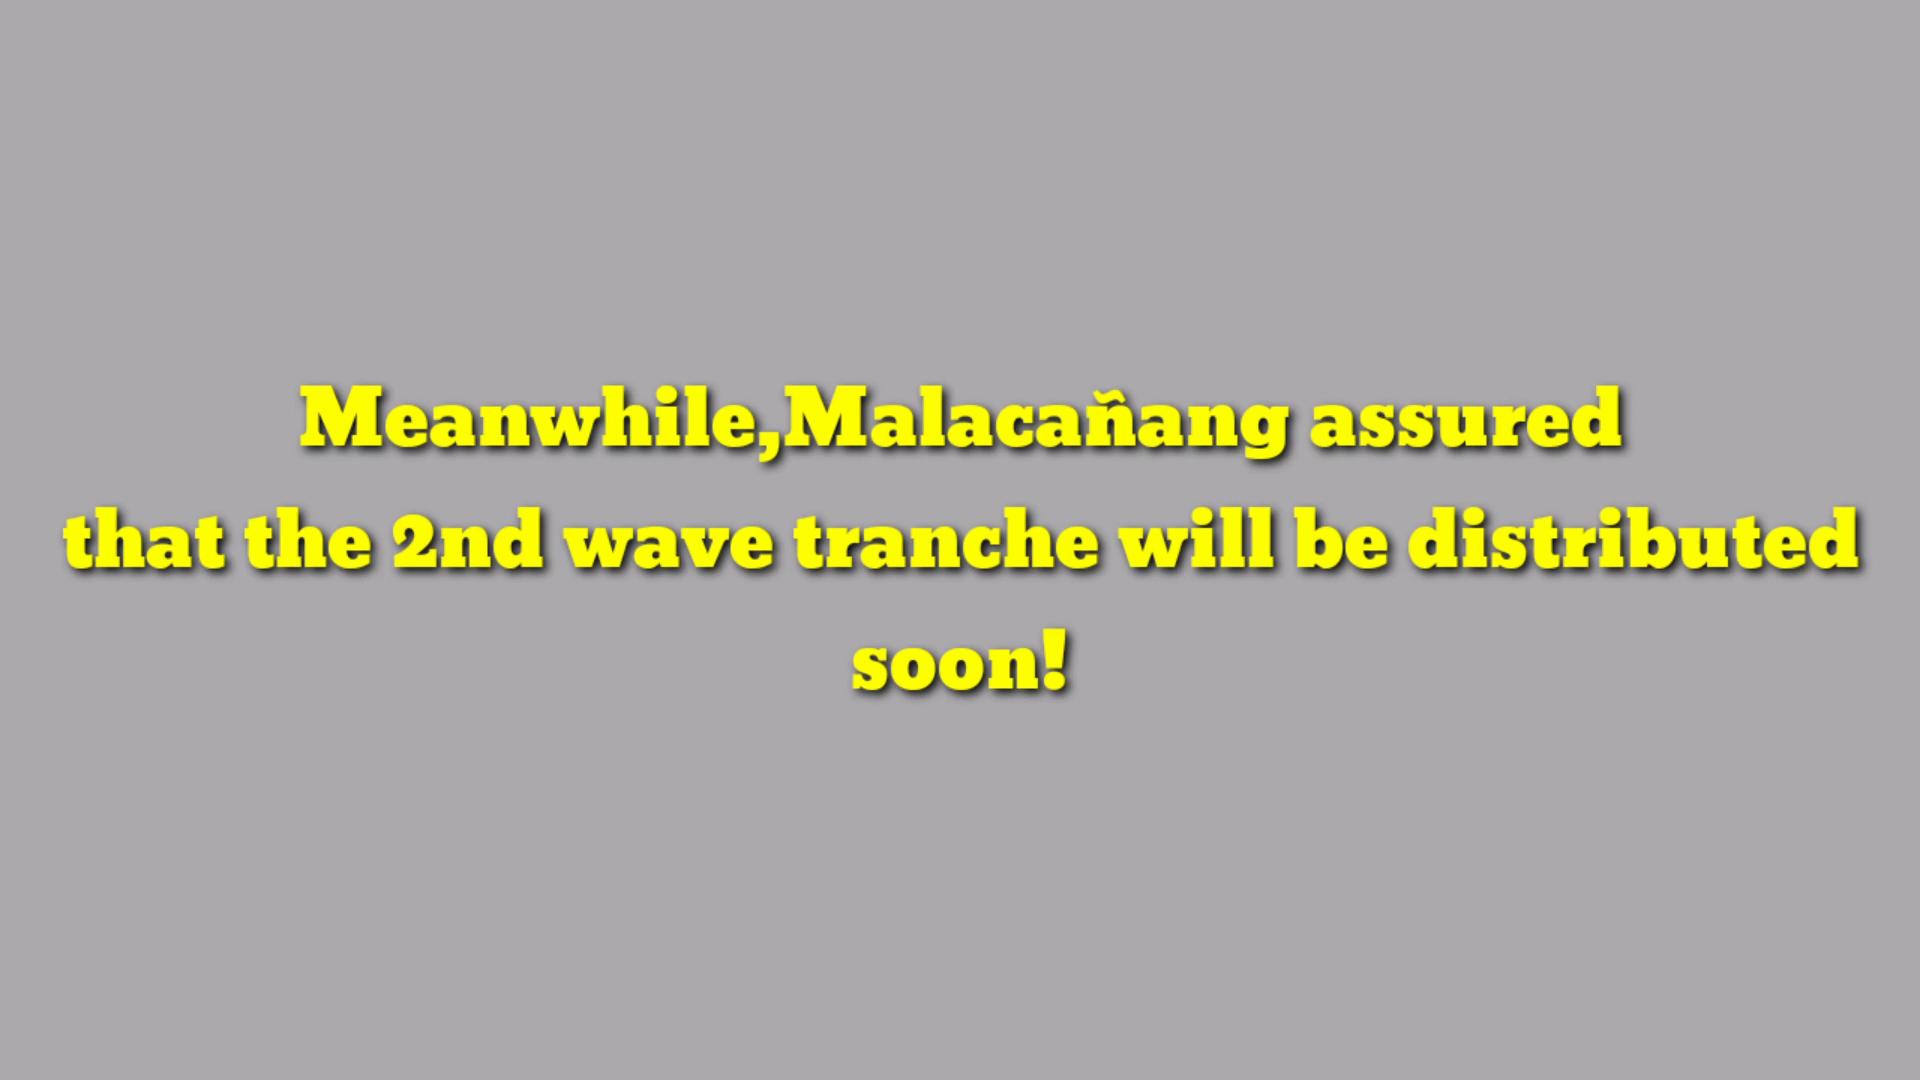 Meanwhile,Malacañang assured
that the 2nd wave tranche will be distributed
soon!